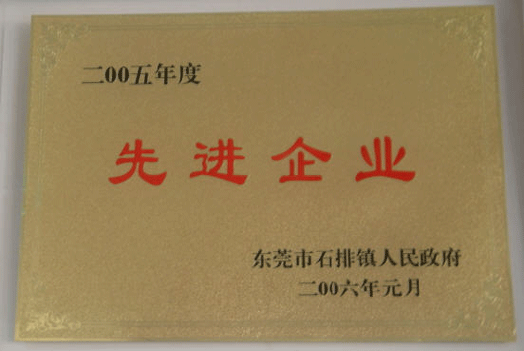 二00五年度
先进企业
东莞市石排镇人民政府
二00六年元月